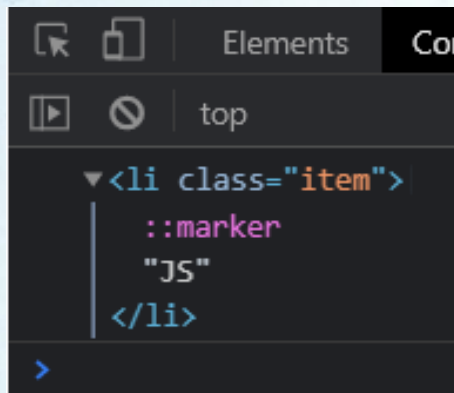 Elements Co
top
▼<li class="item">
::marker
"JS"
</li>
>